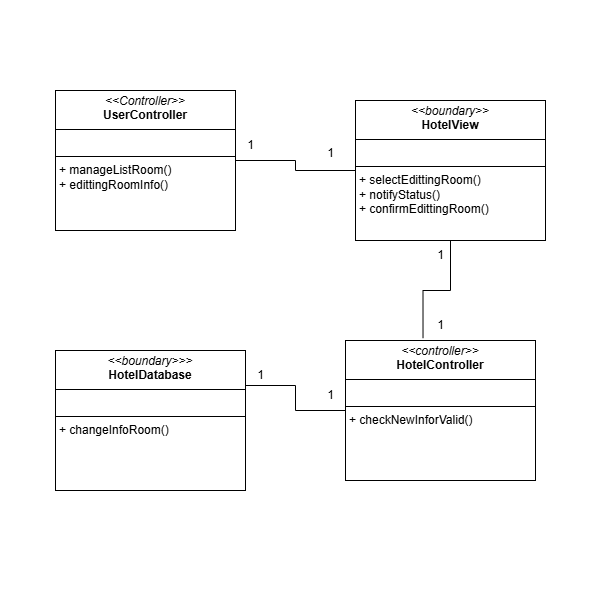 <<Controller>>
UserController
+ manageListRoom()
+ edittingRoomInfo()
1
1
<<boundary>>
HotelView
+ selectEdittingRoom()
+ notifyStatus()
+ confirmEdittingRoom()
1
1
<<boundary>>>
HotelDatabase
+ changeInfoRoom()
1
1
<<controller>>
HotelController
+ checkNewInforValid()